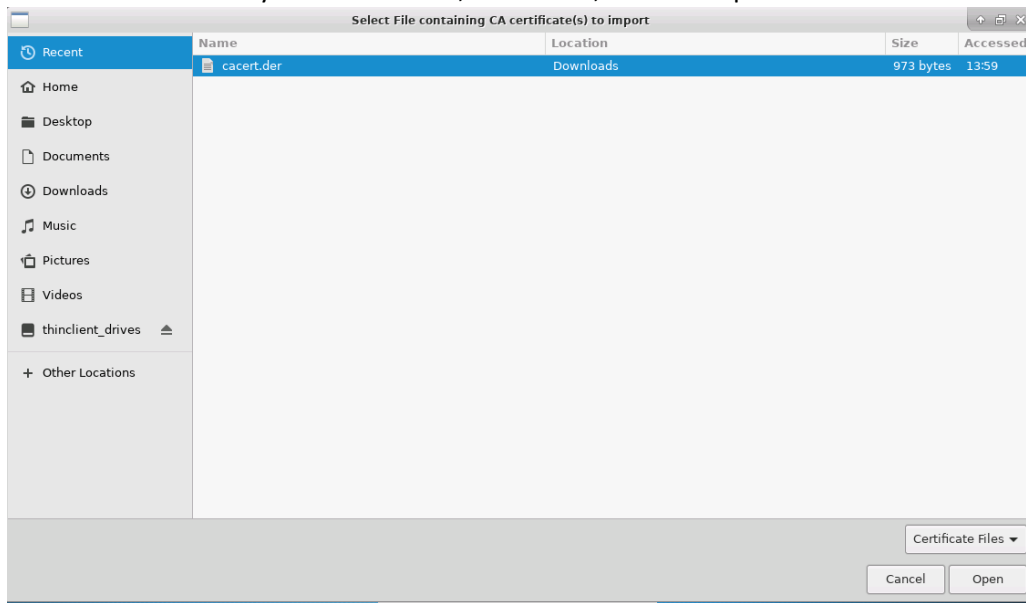 Select File containing CA certificate(s) to import
Recent
Name Location Size Accessed
cacert.der Downloads 973 bytes 13:59
Home
Desktop
Documents
Downloads
Music
Pictures
Videos
thinclient_drives
+ Other Locations
Certificate Files
Cancel Open